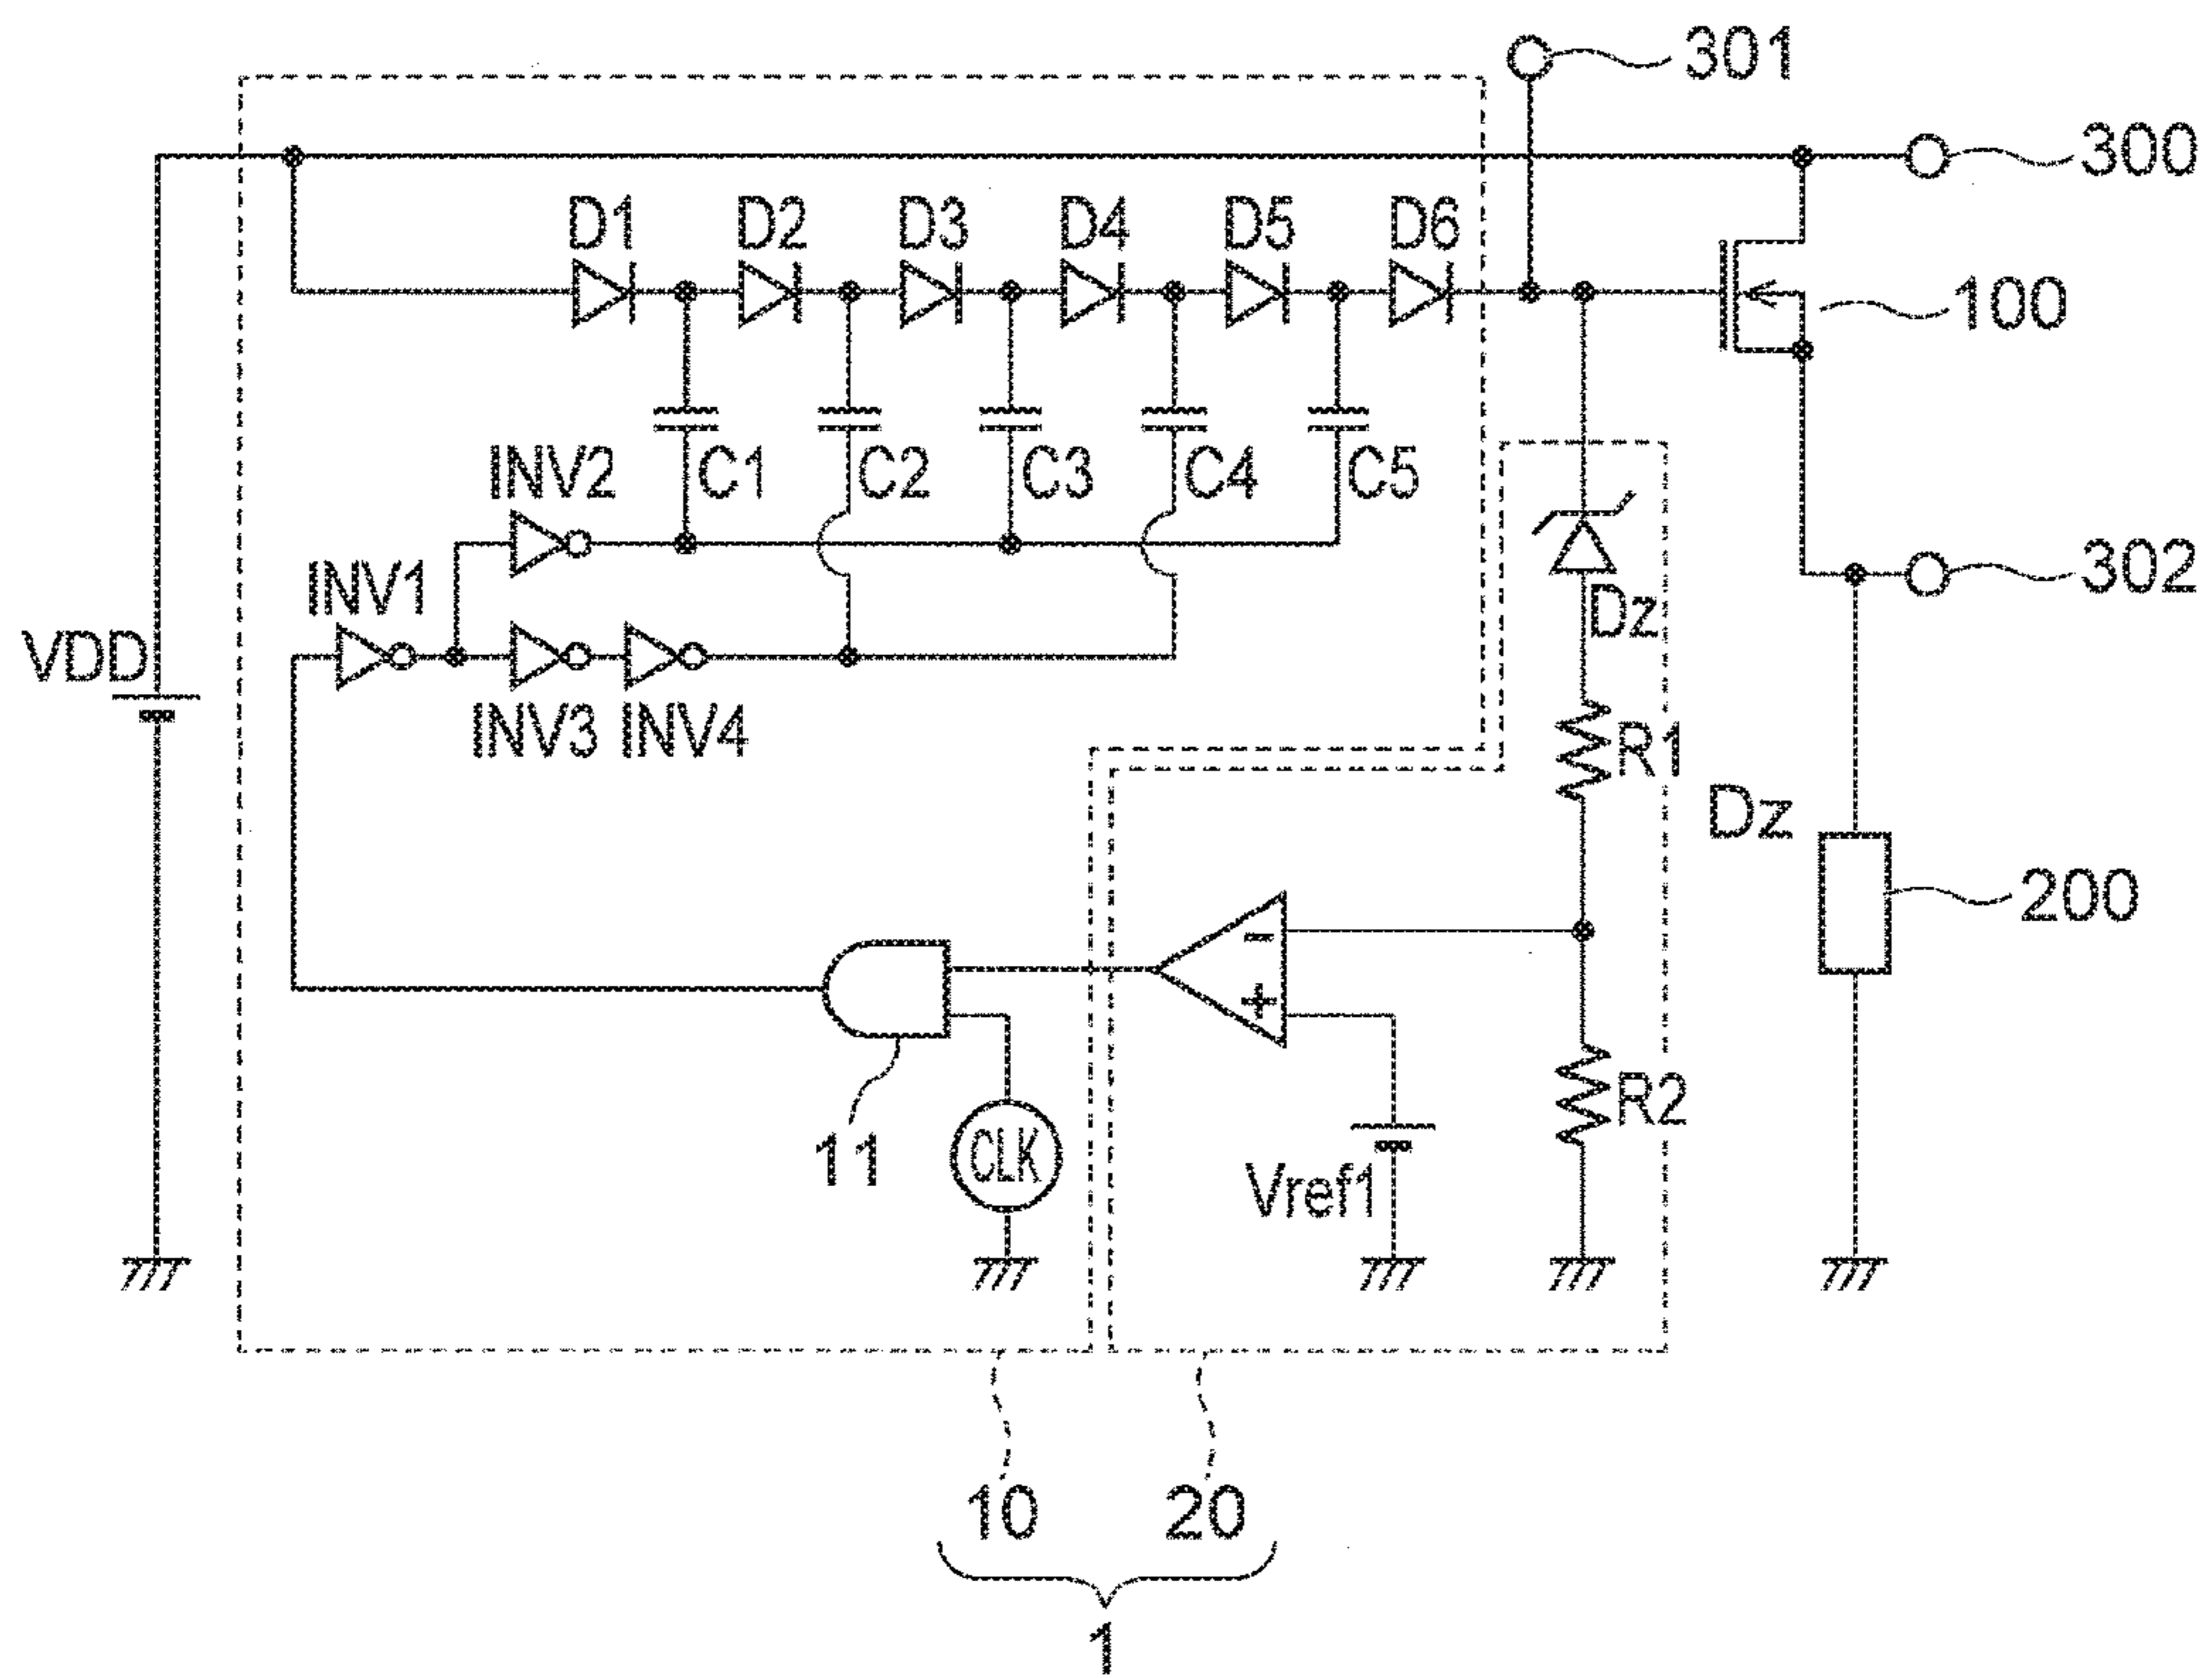 301
300
D1 D2 D3 D4 D5 D6
100
INV2 C1 C2 C3 C4 C5
302
INV1
Dz
VDD
INV3 INV4
R1
Dz
-
200
+
R2
11 CLK
Vref1
10 20
1